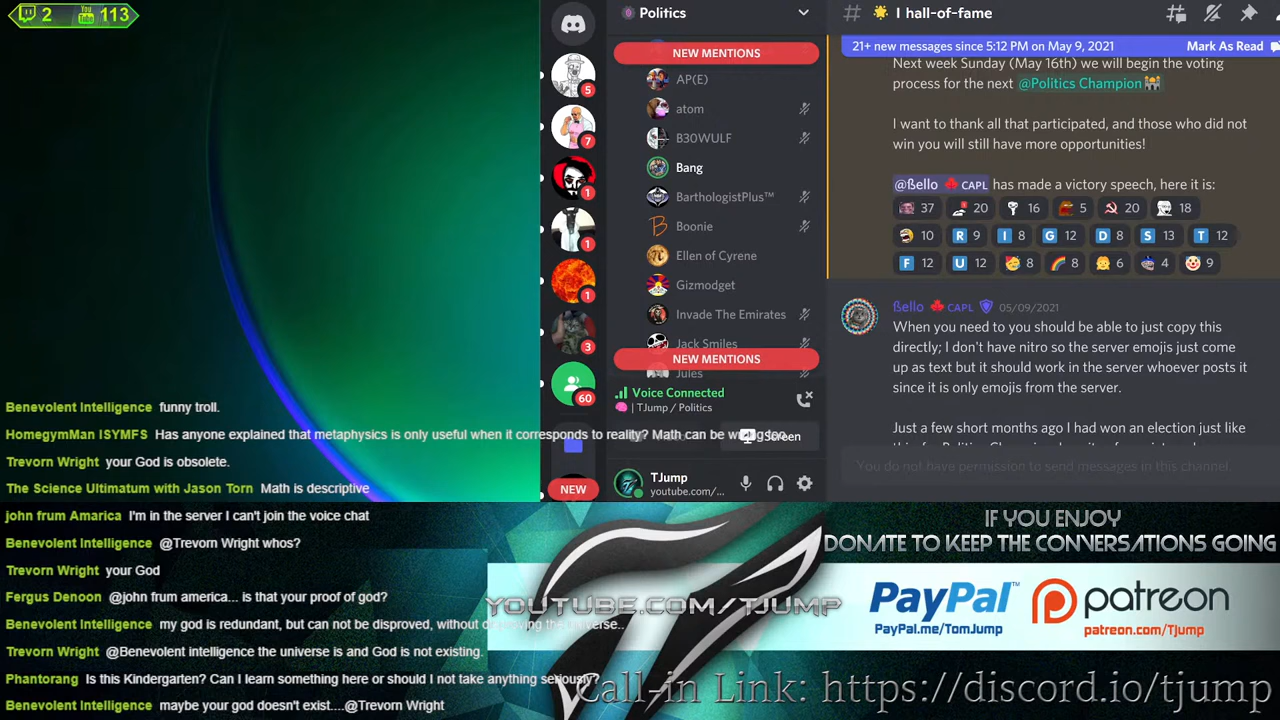 2
You Tube 113
Politics
NEW MENTIONS
AP(E)
atom
B30WULF
Bang
BarthologistPlus™
Boonie
Ellen of Cyrene
Gizmodget
Invade The Emirates
Jack Smiles
NEW MENTIONS
Jules
Voice Connected
| TJump / Politics
Screen
TJump
youtube.com/...
5
7
1
1
1
3
60
NEW
# I hall-of-fame
21+ new messages since 5:12 PM on May 9, 2021 Mark As Read
Next week Sunday (May 16th) we will begin the voting
process for the next @Politics Champion
I want to thank all that participated, and those who did not
win you will still have more opportunities!
@ßello CAPL has made a victory speech, here it is:
37 20 16 5 20 18
10 R 9 I 8 G 12 D 8 S 13 T 12
F 12 U 12 8 8 6 4 9
ßello CAPL 05/09/2021
When you need to you should be able to just copy this
directly; I don't have nitro so the server emojis just come
up as text but it should work in the server whoever posts it
since it is only emojis from the server.
Just a few short months ago I had won an election just like
You do not have permission to send messages in this channel.
Benevolent Intelligence funny troll.
HomegymMan ISYMFS Has anyone explained that metaphysics is only useful when it corresponds to reality? Math can be wrong too.
Trevorn Wright your God is obsolete.
The Science Ultimatum with Jason Torn Math is descriptive
john frum Amarica I'm in the server I can't join the voice chat
Benevolent Intelligence @Trevorn Wright whos?
Trevorn Wright your God
Fergus Denoon @john frum america... is that your proof of god?
Benevolent Intelligence my god is redundant, but can not be disproved, without disproving the universe..
Trevorn Wright @Benevolent intelligence the universe is and God is not existing.
Phantorang Is this Kindergarten? Can I learn something here or should I not take anything seriously?
Benevolent Intelligence maybe your god doesn't exist....@Trevorn Wright
YOUTUBE.COM/TJUMP
IF YOU ENJOY
DONATE TO KEEP THE CONVERSATIONS GOING
PayPal™
PayPal.me/TomJump
patreon
patreon.com/Tjump
Call-in Link: https://discord.io/tjump